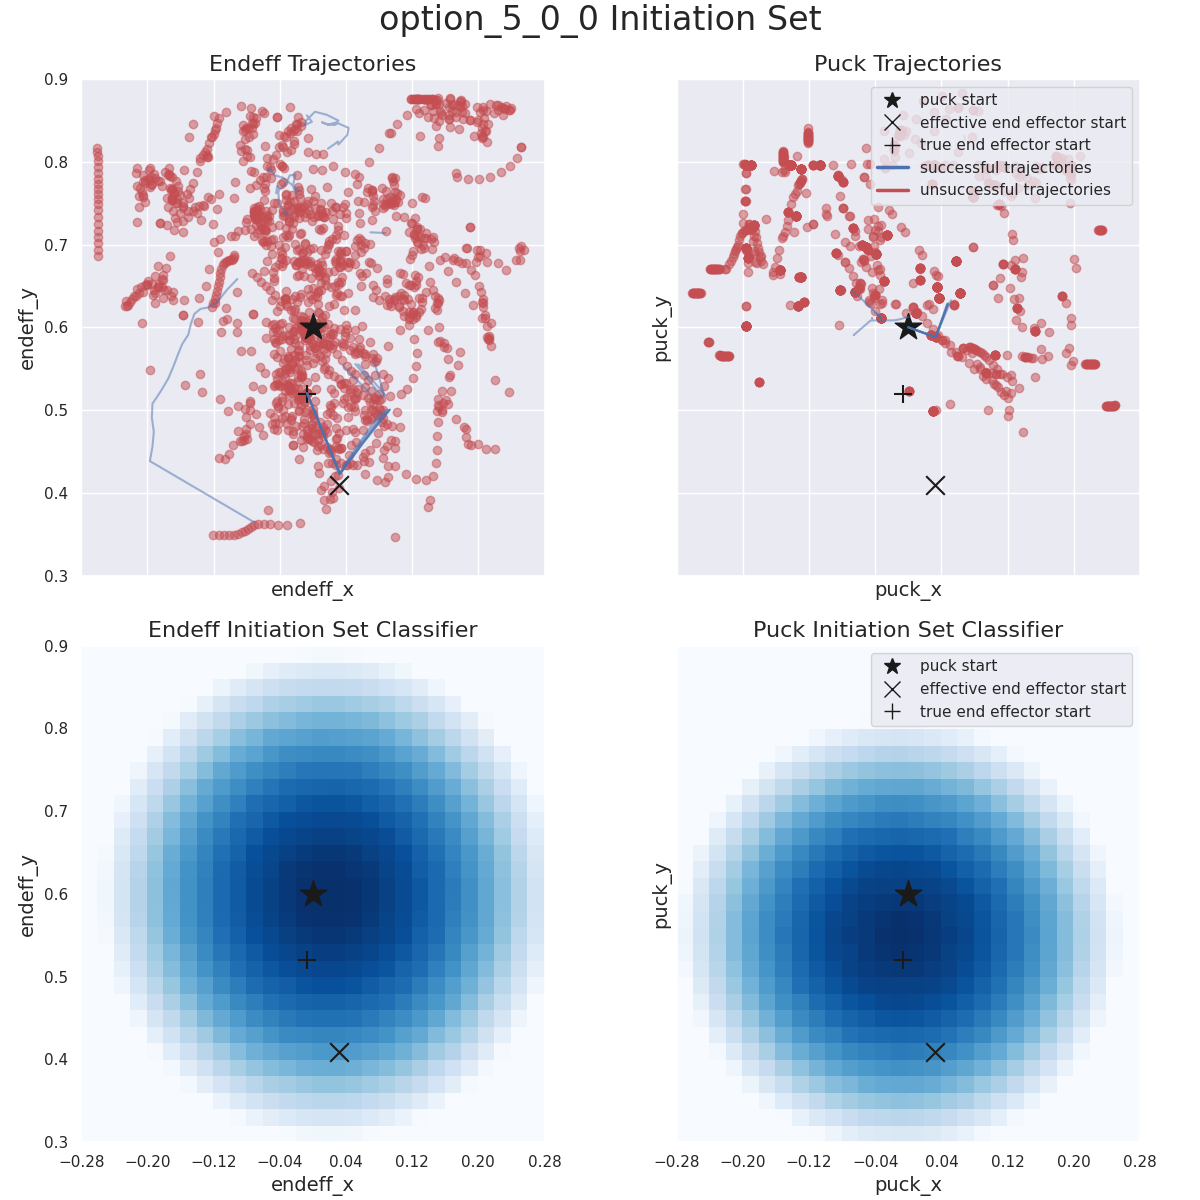 option_5_0_0 Initiation Set
Endeff Trajectories
Puck Trajectories
0.9
0.8
0.7
0.6
0.5
0.4
0.3
endeff_y
endeff_x
puck start
effective end effector start
true end effector start
successful trajectories
unsuccessful trajectories
puck_y
puck_x
Endeff Initiation Set Classifier
Puck Initiation Set Classifier
0.9
0.8
0.7
0.6
0.5
0.4
0.3
endeff_y
−0.28 −0.20 −0.12 −0.04 0.04 0.12 0.20 0.28
endeff_x
puck start
effective end effector start
true end effector start
puck_y
−0.28 −0.20 −0.12 −0.04 0.04 0.12 0.20 0.28
puck_x